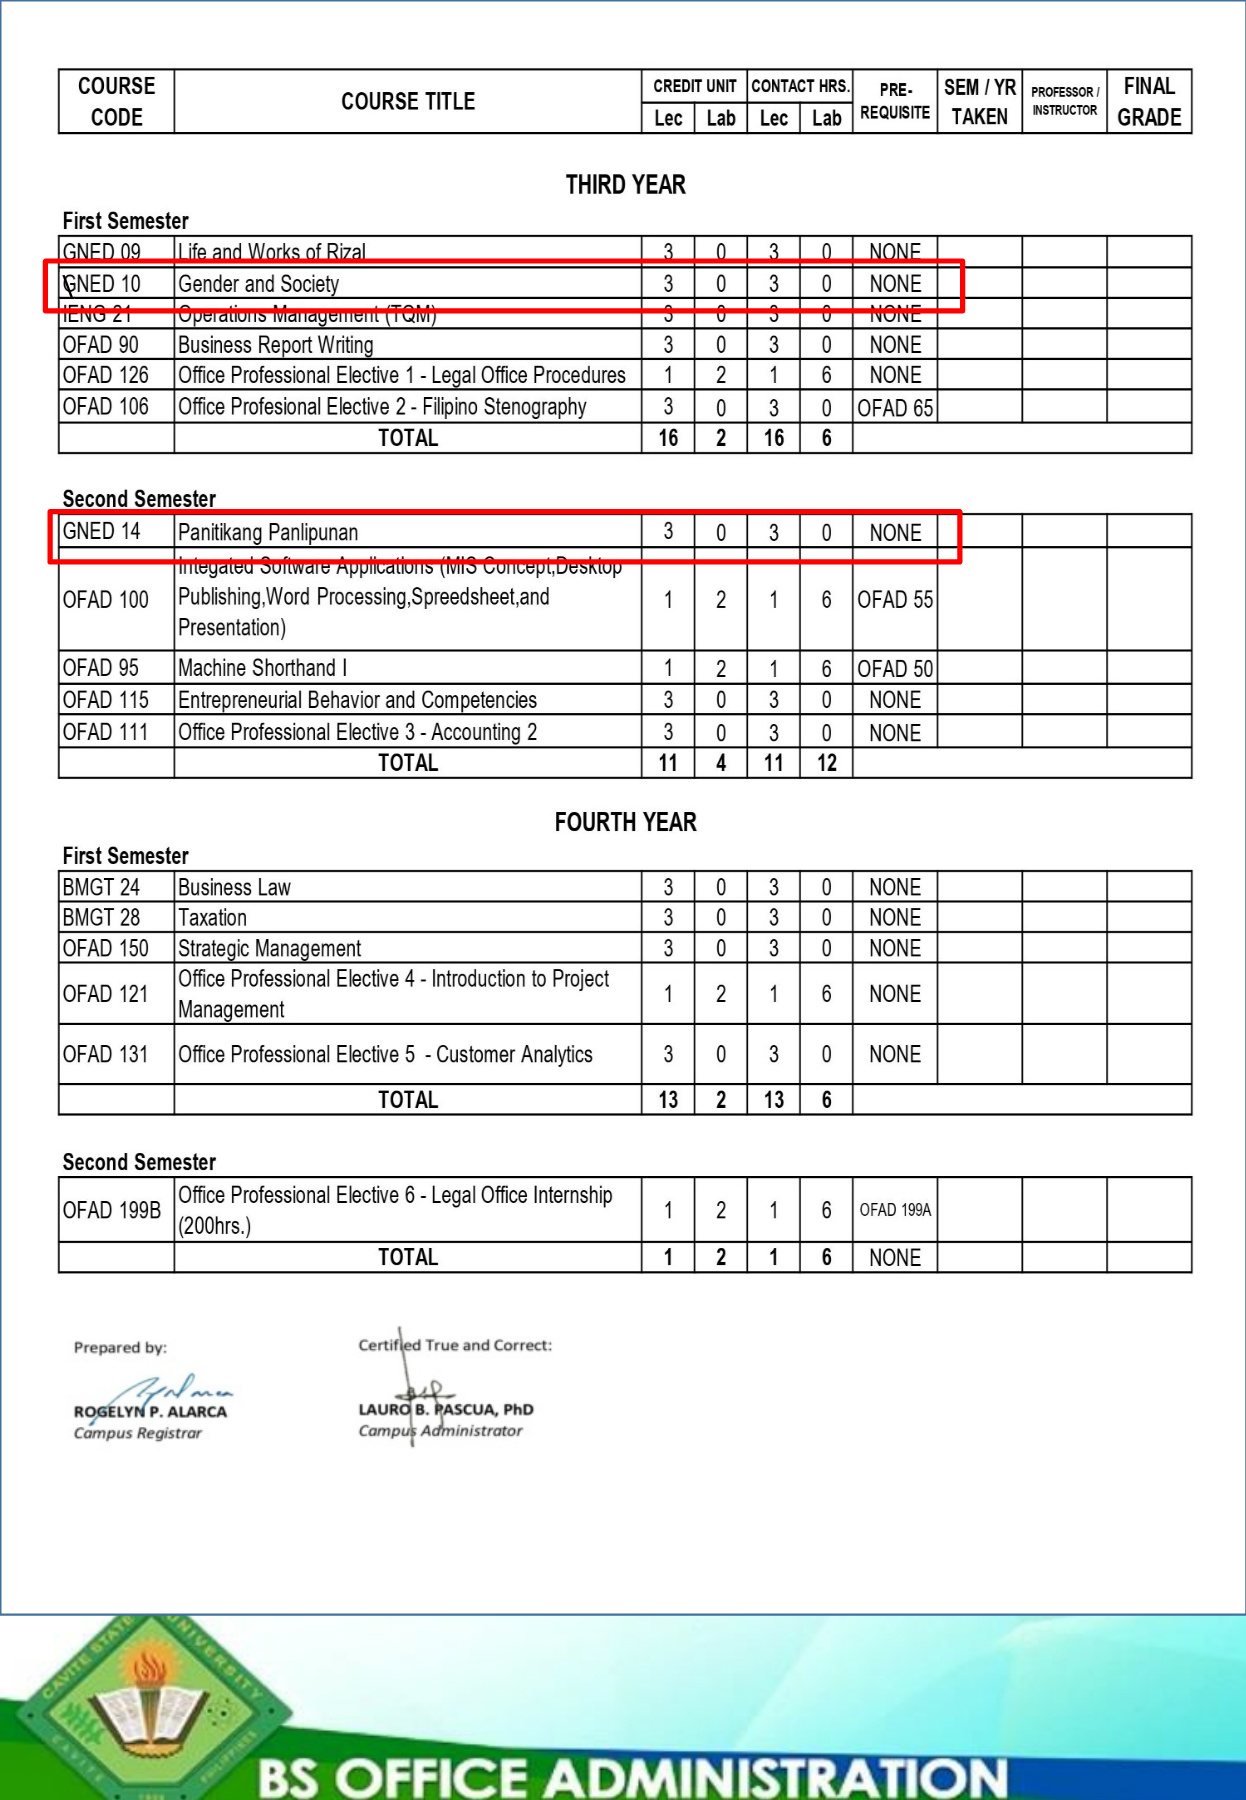 COURSE CODE COURSE TITLE CREDIT UNIT CONTACT HRS. PRE-REQUISITE SEM / YR TAKEN PROFESSOR / INSTRUCTOR FINAL GRADE
Lec Lab Lec Lab
THIRD YEAR
First Semester
GNED 09 Life and Works of Rizal 3 0 3 0 NONE
GNED 10 Gender and Society 3 0 3 0 NONE
IENG 21 Operations Management (TQM) 3 0 3 0 NONE
OFAD 90 Business Report Writing 3 0 3 0 NONE
OFAD 126 Office Professional Elective 1 - Legal Office Procedures 1 2 1 6 NONE
OFAD 106 Office Profesional Elective 2 - Filipino Stenography 3 0 3 0 OFAD 65
TOTAL 16 2 16 6
Second Semester
GNED 14 Panitikang Panlipunan 3 0 3 0 NONE
Integated Software Applications (MIS Concept,Desktop
OFAD 100 Publishing,Word Processing,Spreedsheet,and 1 2 1 6 OFAD 55
Presentation)
OFAD 95 Machine Shorthand I 1 2 1 6 OFAD 50
OFAD 115 Entrepreneurial Behavior and Competencies 3 0 3 0 NONE
OFAD 111 Office Professional Elective 3 - Accounting 2 3 0 3 0 NONE
TOTAL 11 4 11 12
FOURTH YEAR
First Semester
BMGT 24 Business Law 3 0 3 0 NONE
BMGT 28 Taxation 3 0 3 0 NONE
OFAD 150 Strategic Management 3 0 3 0 NONE
OFAD 121 Office Professional Elective 4 - Introduction to Project 1 2 1 6 NONE
Management
OFAD 131 Office Professional Elective 5 - Customer Analytics 3 0 3 0 NONE
TOTAL 13 2 13 6
Second Semester
OFAD 199B Office Professional Elective 6 - Legal Office Internship 1 2 1 6 OFAD 199A
(200hrs.)
TOTAL 1 2 1 6 NONE
Prepared by:
ROGELYN P. ALARCA
Campus Registrar
Certified True and Correct:
LAURO B. PASCUA, PhD
Campus Administrator
CAVITE STATE UNIVERSITY
CAVITE PHILIPPINES
BS OFFICE ADMINISTRATION